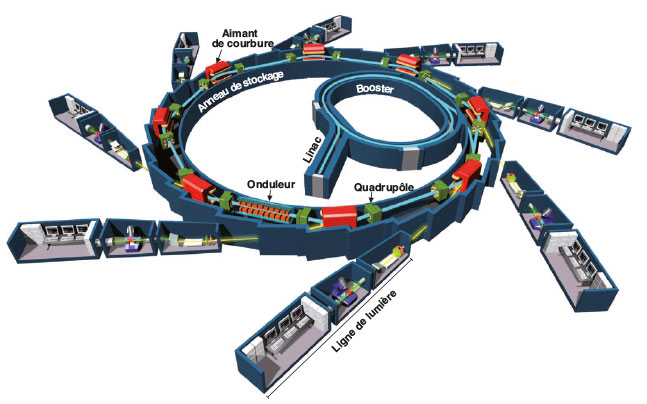 Aimant
de courbure
Anneau de stockage
Booster
Linac
Onduleur
Quadrupôle
Ligne de lumière